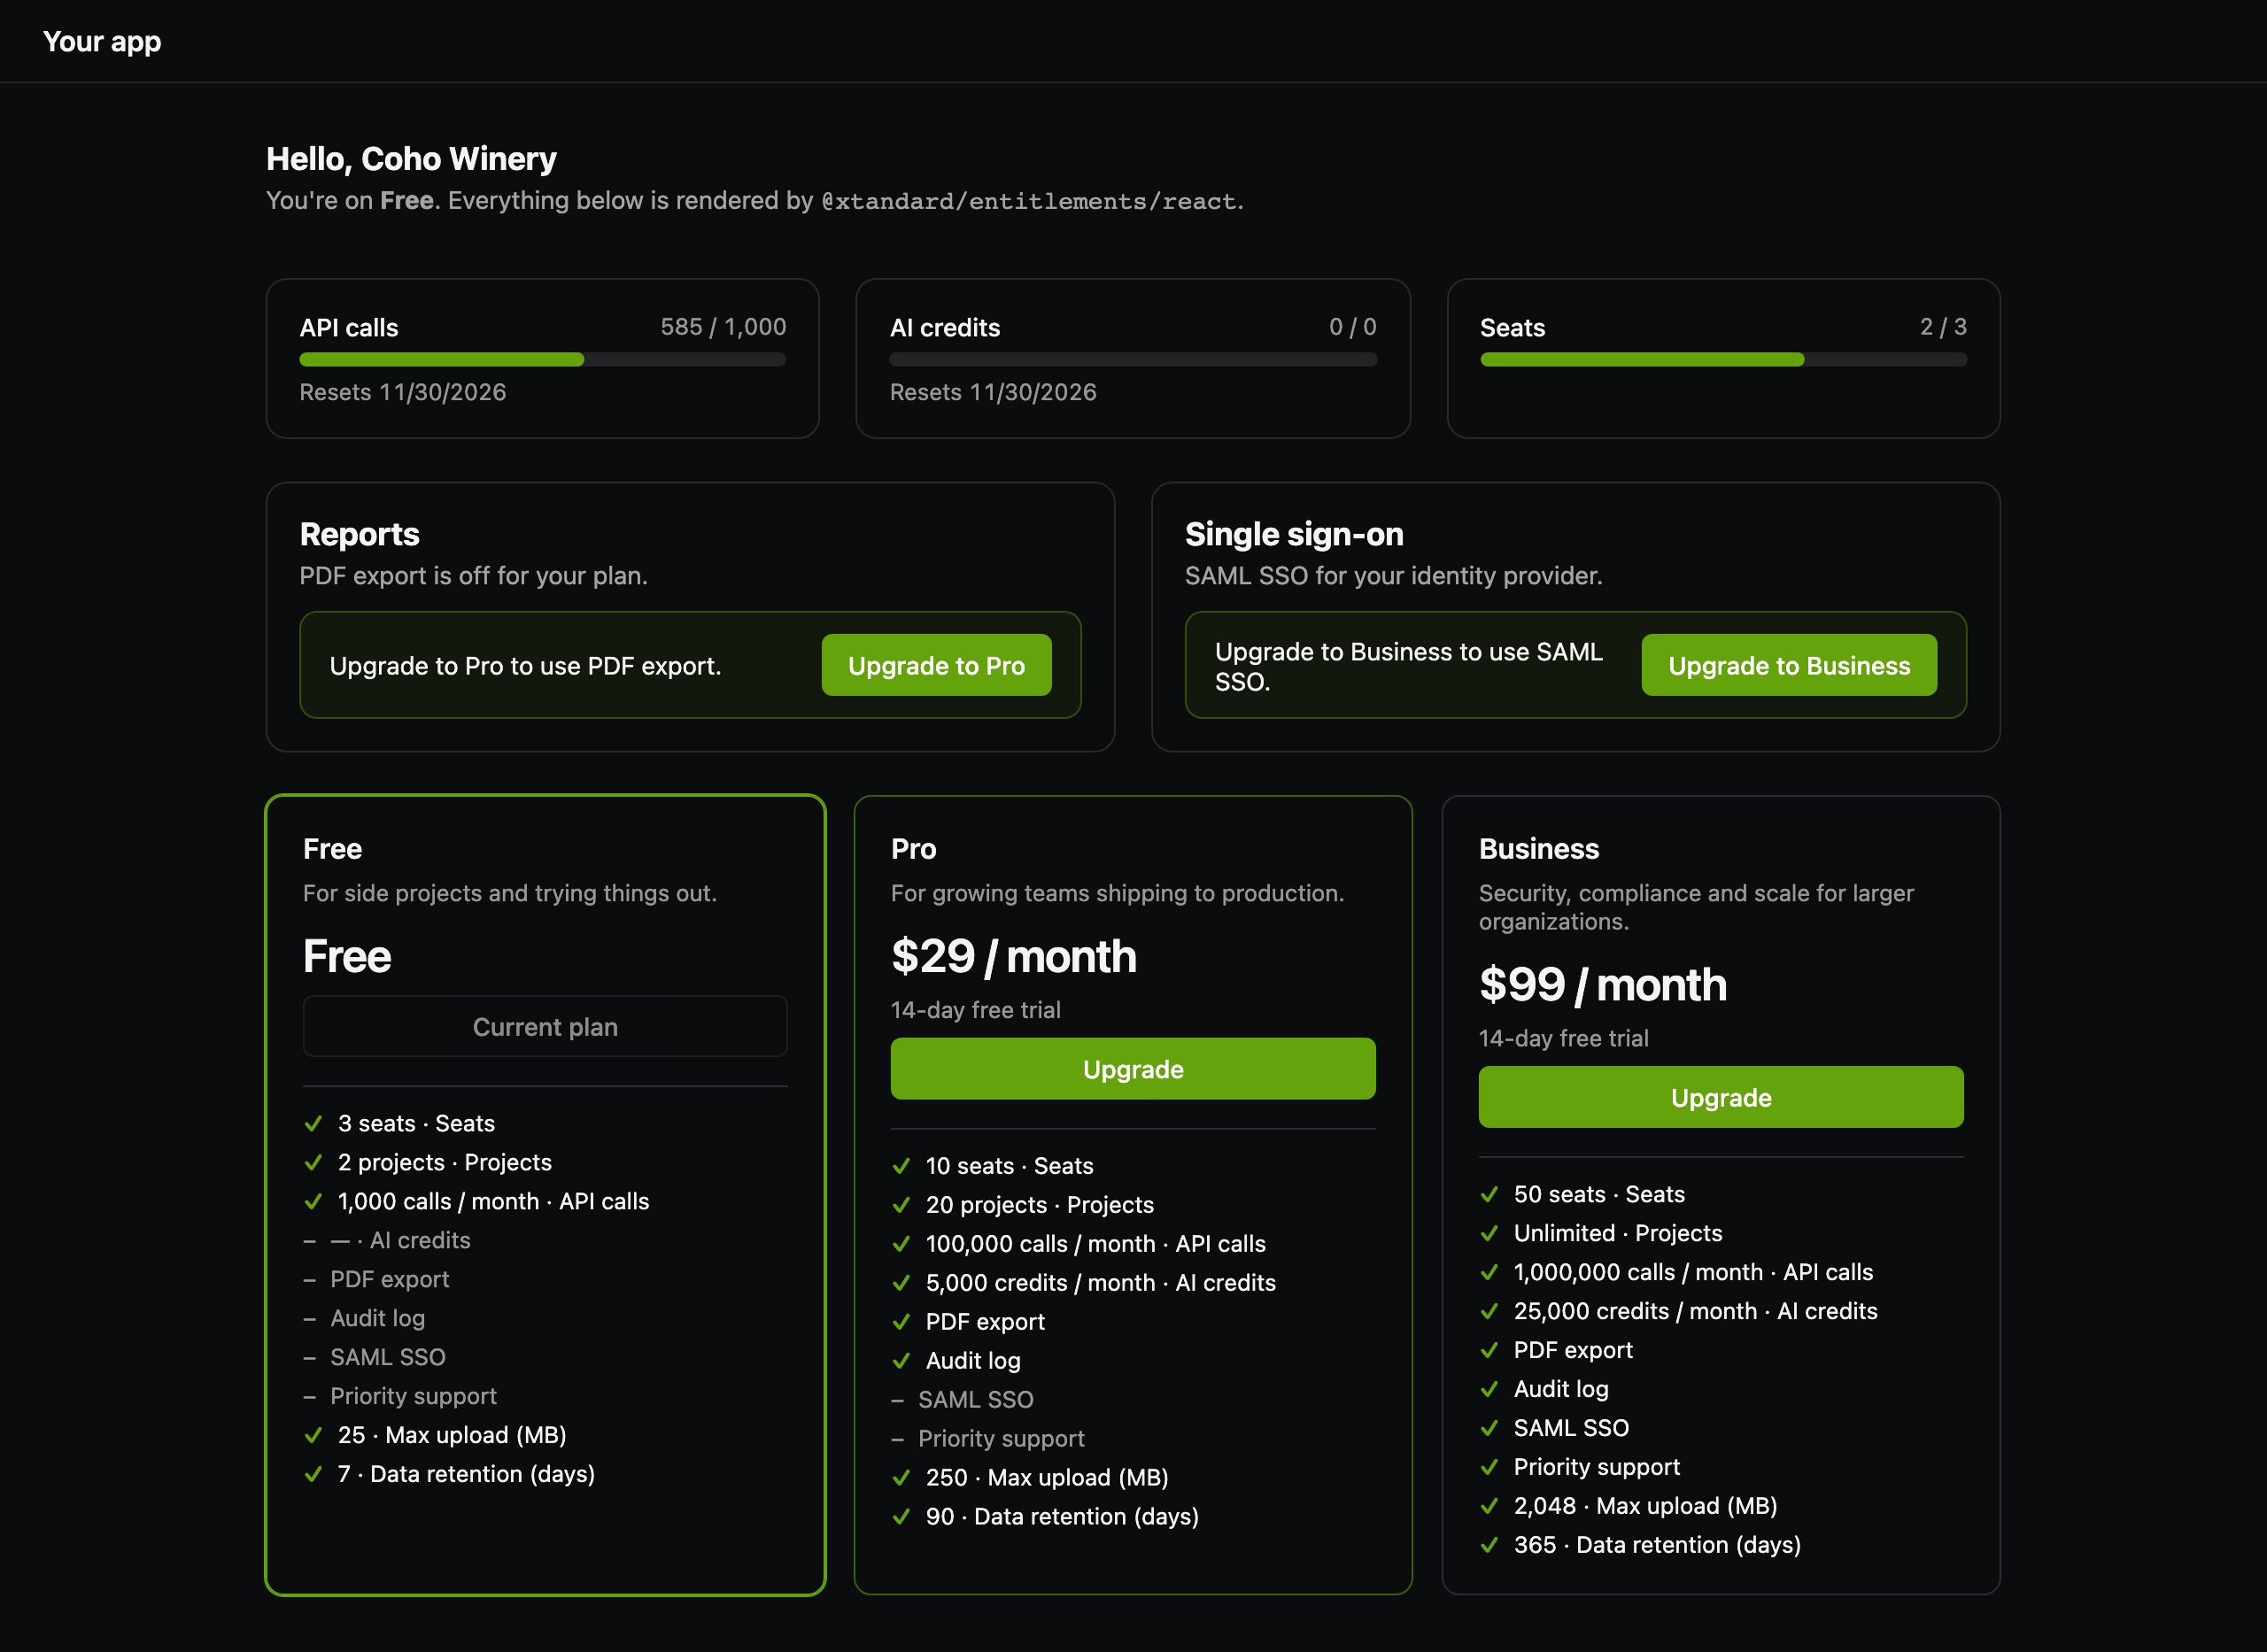 Your app
Hello, Coho Winery
You're on Free. Everything below is rendered by @xtandard/entitlements/react.
API calls
585 / 1,000
Resets 11/30/2026
AI credits
0 / 0
Resets 11/30/2026
Seats
2 / 3
Reports
PDF export is off for your plan.
Upgrade to Pro to use PDF export.
Upgrade to Pro
Single sign-on
SAML SSO for your identity provider.
Upgrade to Business to use SAML
SSO.
Upgrade to Business
Free
For side projects and trying things out.
Free
Current plan
3 seats · Seats
2 projects · Projects
1,000 calls / month · API calls
– — · AI credits
– PDF export
– Audit log
– SAML SSO
– Priority support
25 · Max upload (MB)
7 · Data retention (days)
Pro
For growing teams shipping to production.
$29 / month
14-day free trial
Upgrade
10 seats · Seats
20 projects · Projects
100,000 calls / month · API calls
5,000 credits / month · AI credits
PDF export
Audit log
– SAML SSO
– Priority support
250 · Max upload (MB)
90 · Data retention (days)
Business
Security, compliance and scale for larger
organizations.
$99 / month
14-day free trial
Upgrade
50 seats · Seats
Unlimited · Projects
1,000,000 calls / month · API calls
25,000 credits / month · AI credits
PDF export
Audit log
SAML SSO
Priority support
2,048 · Max upload (MB)
365 · Data retention (days)